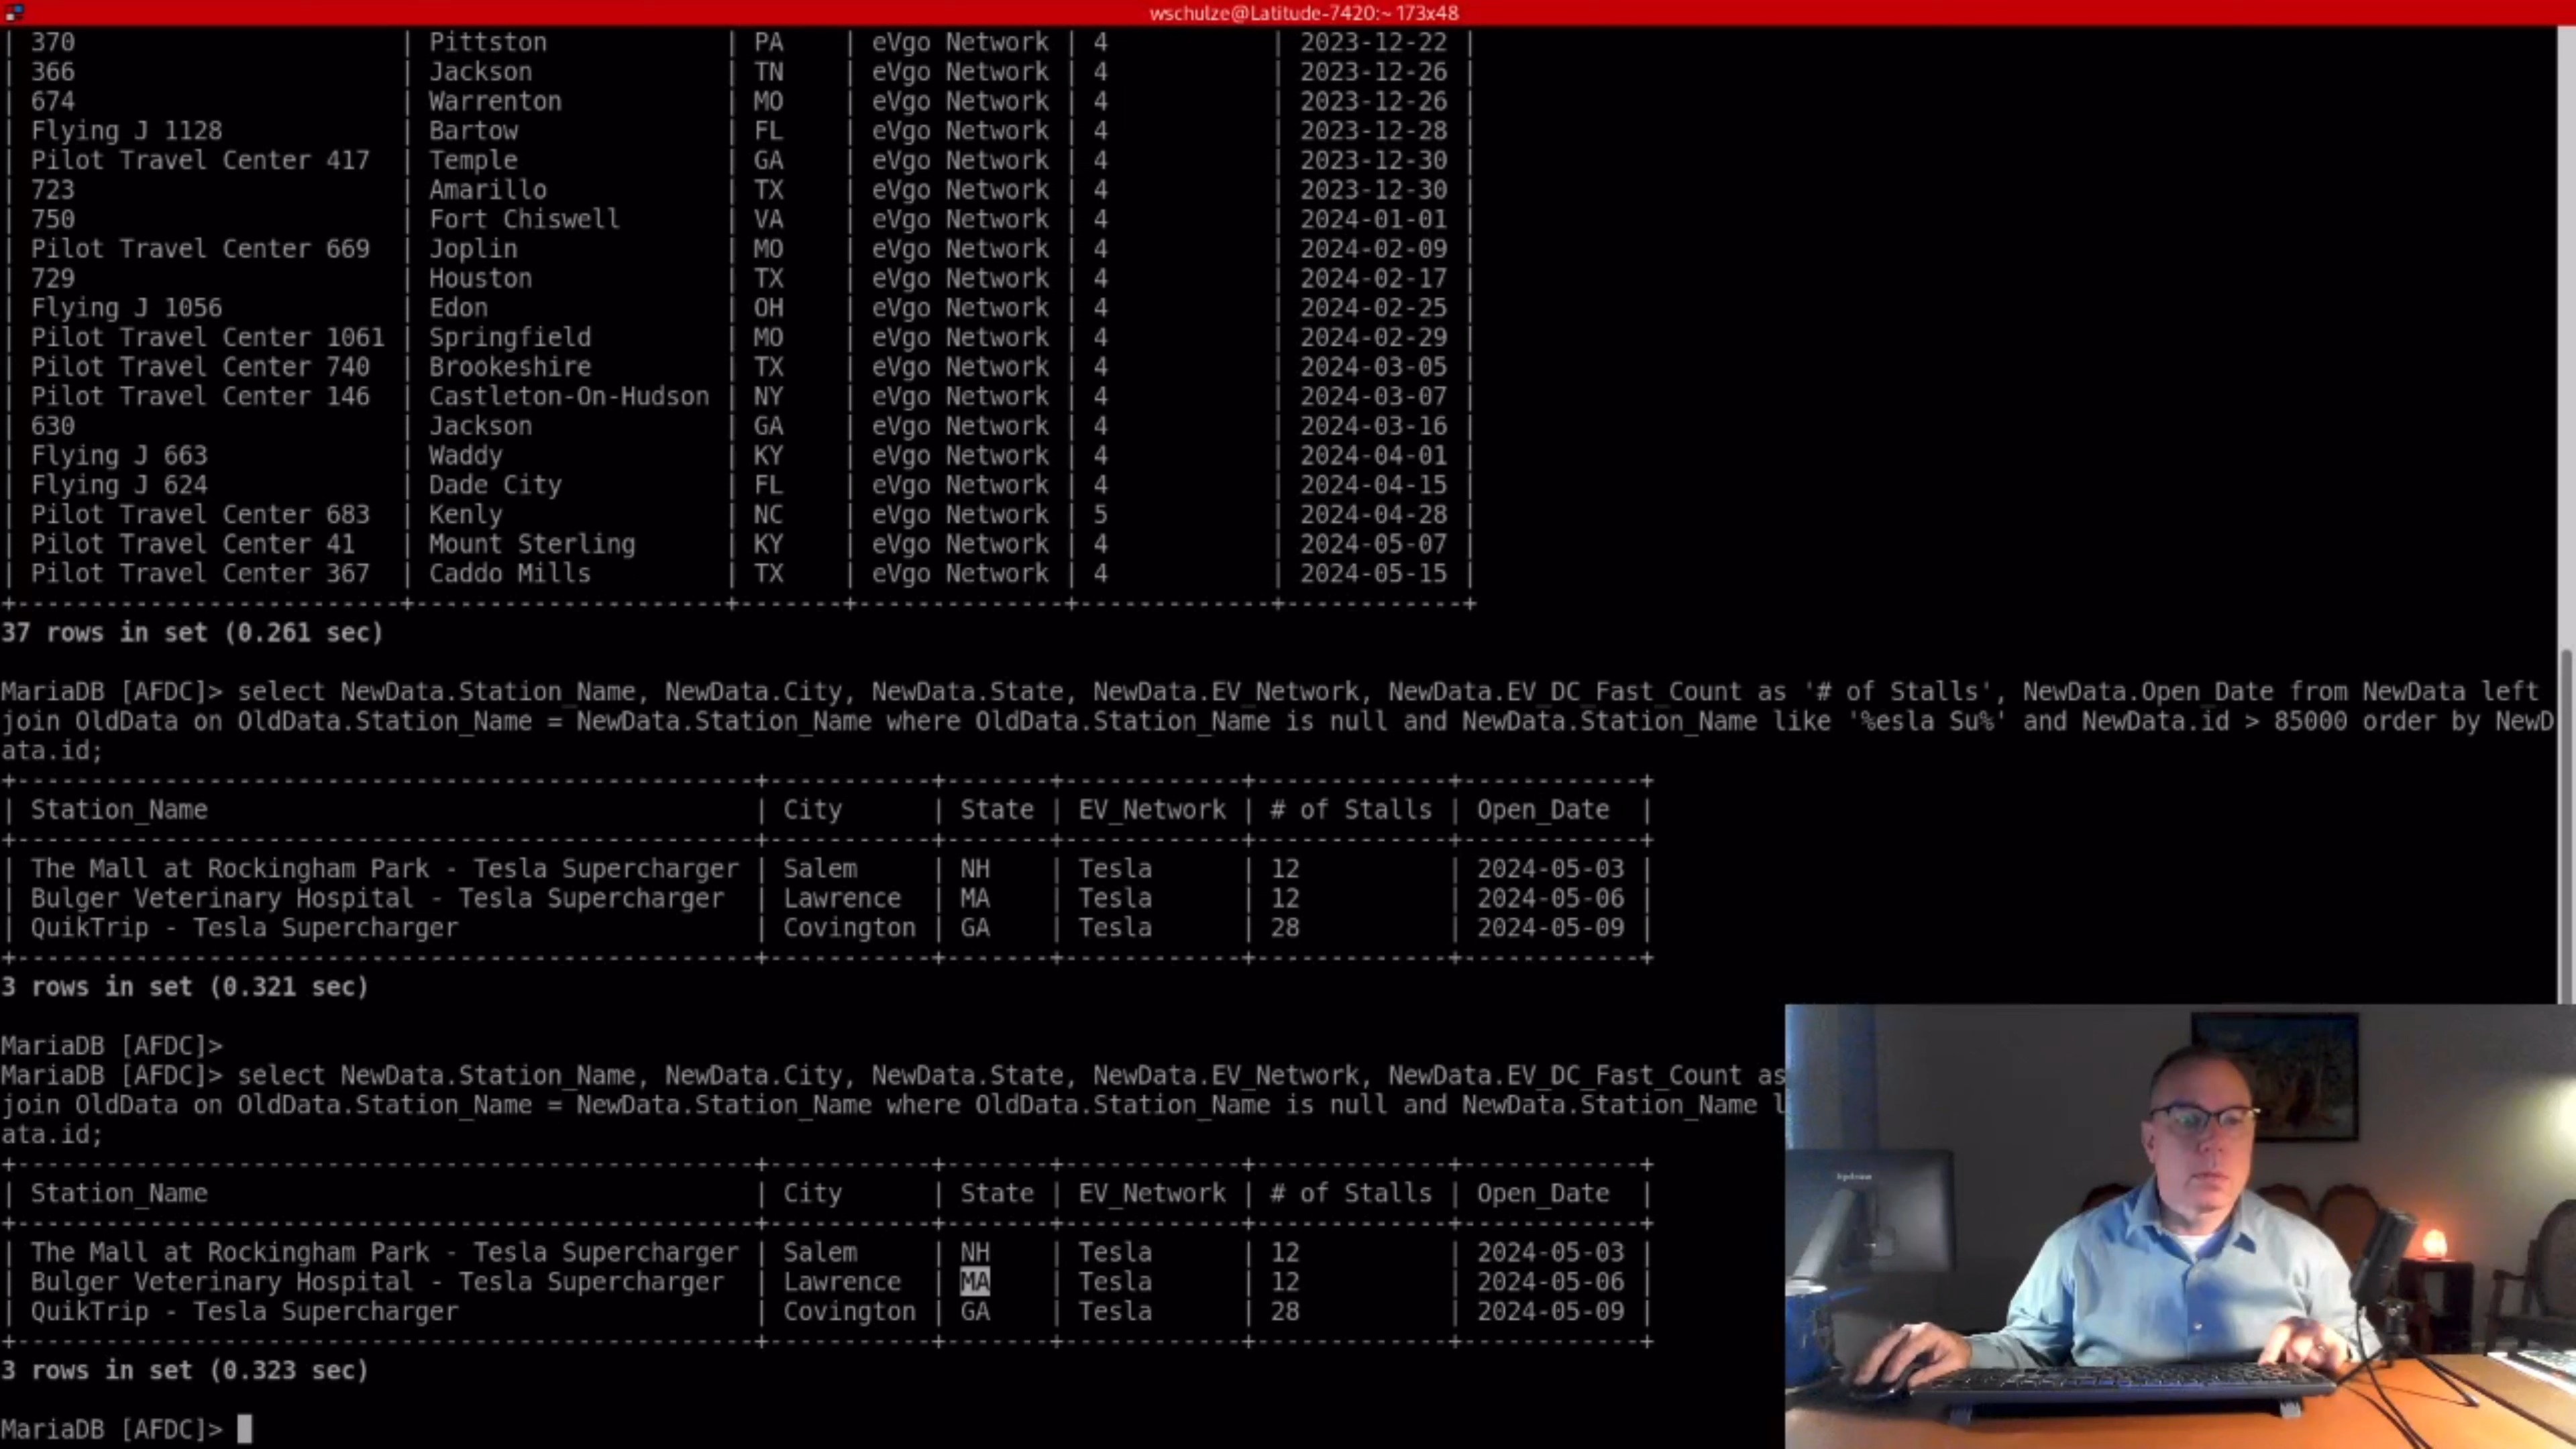 wschulze@Latitude-7420:~ 173x48
| 370                      | Pittston            | PA    | eVgo Network | 4           | 2023-12-22 |
| 366                      | Jackson             | TN    | eVgo Network | 4           | 2023-12-26 |
| 674                      | Warrenton           | MO    | eVgo Network | 4           | 2023-12-26 |
| Flying J 1128            | Bartow              | FL    | eVgo Network | 4           | 2023-12-28 |
| Pilot Travel Center 417  | Temple              | GA    | eVgo Network | 4           | 2023-12-30 |
| 723                      | Amarillo            | TX    | eVgo Network | 4           | 2023-12-30 |
| 750                      | Fort Chiswell       | VA    | eVgo Network | 4           | 2024-01-01 |
| Pilot Travel Center 669  | Joplin              | MO    | eVgo Network | 4           | 2024-02-09 |
| 729                      | Houston             | TX    | eVgo Network | 4           | 2024-02-17 |
| Flying J 1056            | Edon                | OH    | eVgo Network | 4           | 2024-02-25 |
| Pilot Travel Center 1061 | Springfield         | MO    | eVgo Network | 4           | 2024-02-29 |
| Pilot Travel Center 740  | Brookeshire         | TX    | eVgo Network | 4           | 2024-03-05 |
| Pilot Travel Center 146  | Castleton-On-Hudson | NY    | eVgo Network | 4           | 2024-03-07 |
| 630                      | Jackson             | GA    | eVgo Network | 4           | 2024-03-16 |
| Flying J 663             | Waddy               | KY    | eVgo Network | 4           | 2024-04-01 |
| Flying J 624             | Dade City           | FL    | eVgo Network | 4           | 2024-04-15 |
| Pilot Travel Center 683  | Kenly               | NC    | eVgo Network | 5           | 2024-04-28 |
| Pilot Travel Center 41   | Mount Sterling      | KY    | eVgo Network | 4           | 2024-05-07 |
| Pilot Travel Center 367  | Caddo Mills         | TX    | eVgo Network | 4           | 2024-05-15 |
+--------------------------+---------------------+-------+--------------+-------------+------------+
37 rows in set (0.261 sec)
MariaDB [AFDC]> select NewData.Station_Name, NewData.City, NewData.State, NewData.EV_Network, NewData.EV_DC_Fast_Count as '# of Stalls', NewData.Open_Date from NewData left
join OldData on OldData.Station_Name = NewData.Station_Name where OldData.Station_Name is null and NewData.Station_Name like '%esla Su%' and NewData.id > 85000 order by NewD
ata.id;
+--------------------------------------------------+-----------+-------+------------+-------------+------------+
| Station_Name                                     | City      | State | EV_Network | # of Stalls | Open_Date  |
+--------------------------------------------------+-----------+-------+------------+-------------+------------+
| The Mall at Rockingham Park - Tesla Supercharger | Salem     | NH    | Tesla      | 12          | 2024-05-03 |
| Bulger Veterinary Hospital - Tesla Supercharger  | Lawrence  | MA    | Tesla      | 12          | 2024-05-06 |
| QuikTrip - Tesla Supercharger                    | Covington | GA    | Tesla      | 28          | 2024-05-09 |
+--------------------------------------------------+-----------+-------+------------+-------------+------------+
3 rows in set (0.321 sec)
MariaDB [AFDC]>
MariaDB [AFDC]> select NewData.Station_Name, NewData.City, NewData.State, NewData.EV_Network, NewData.EV_DC_Fast_Count as
join OldData on OldData.Station_Name = NewData.Station_Name where OldData.Station_Name is null and NewData.Station_Name l
ata.id;
+--------------------------------------------------+-----------+-------+------------+-------------+------------+
| Station_Name                                     | City      | State | EV_Network | # of Stalls | Open_Date  |
+--------------------------------------------------+-----------+-------+------------+-------------+------------+
| The Mall at Rockingham Park - Tesla Supercharger | Salem     | NH    | Tesla      | 12          | 2024-05-03 |
| Bulger Veterinary Hospital - Tesla Supercharger  | Lawrence  | MA    | Tesla      | 12          | 2024-05-06 |
| QuikTrip - Tesla Supercharger                    | Covington | GA    | Tesla      | 28          | 2024-05-09 |
+--------------------------------------------------+-----------+-------+------------+-------------+------------+
3 rows in set (0.323 sec)
MariaDB [AFDC]>